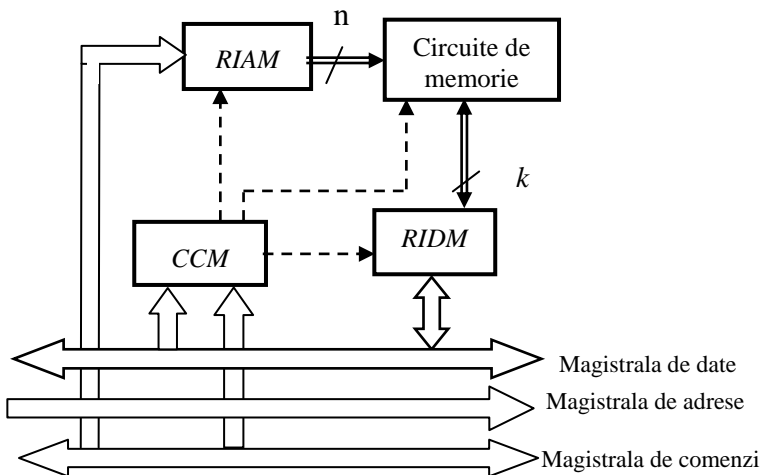 n
RIAM
Circuite de
memorie
k
CCM
RIDM
Magistrala de date
Magistrala de adrese
Magistrala de comenzi